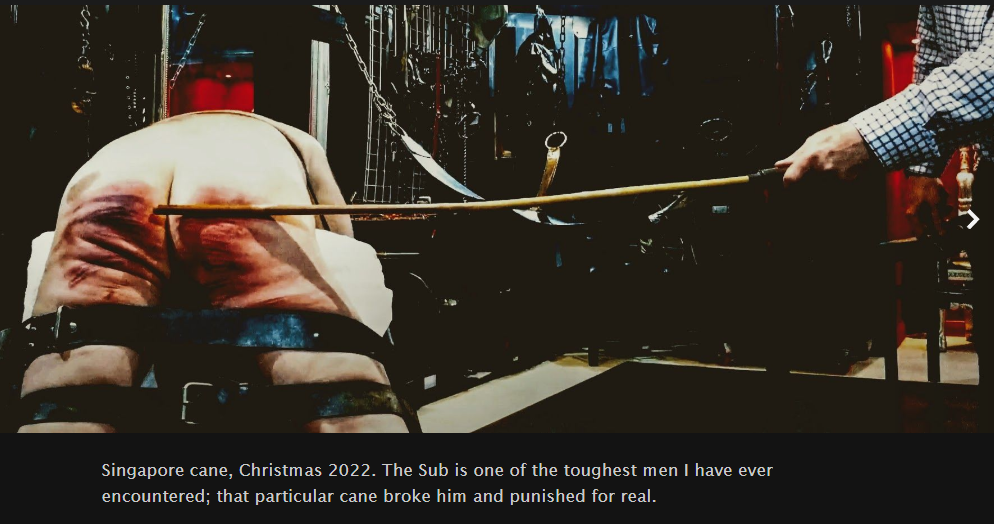 Singapore cane, Christmas 2022. The Sub is one of the toughest men I have ever
encountered; that particular cane broke him and punished for real.